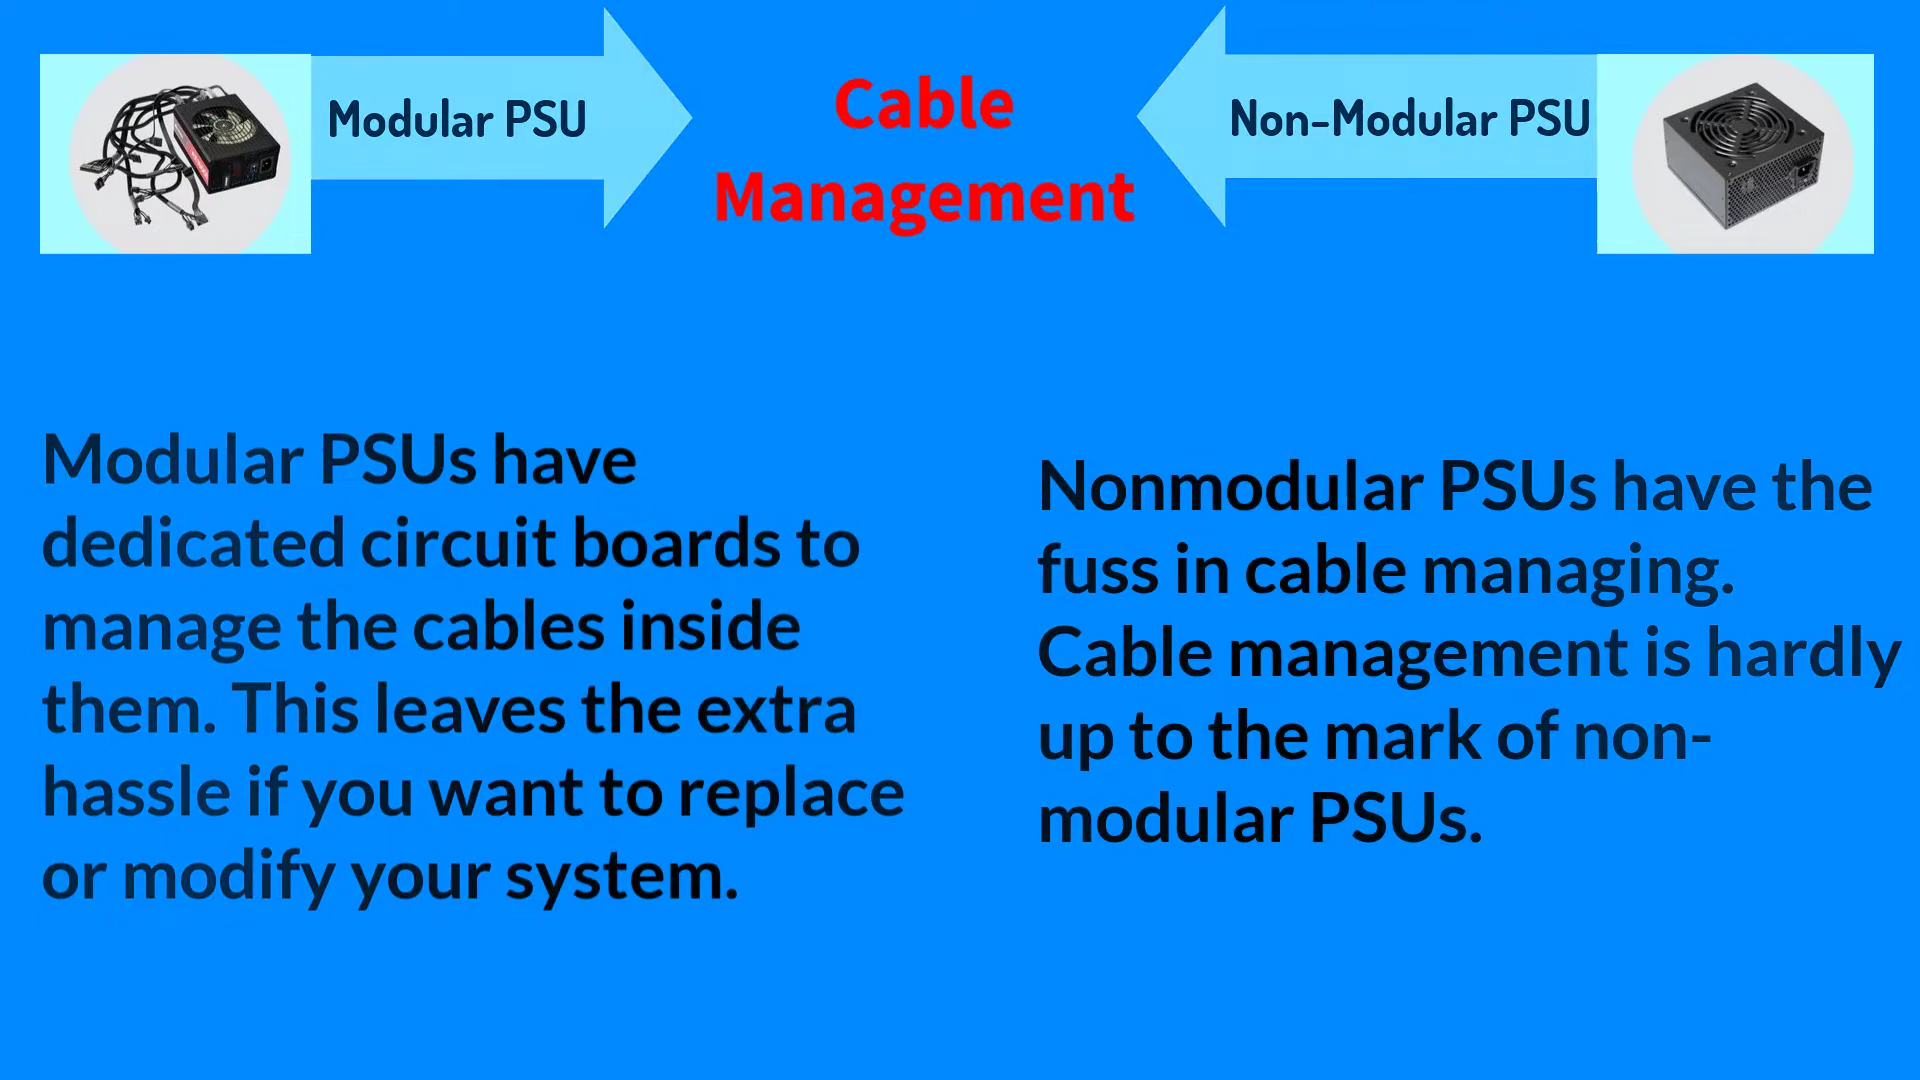 Modular PSU
Cable
Management
Non-Modular PSU
Modular PSUs have
dedicated circuit boards to
manage the cables inside
them. This leaves the extra
hassle if you want to replace
or modify your system.
Nonmodular PSUs have the
fuss in cable managing.
Cable management is hardly
up to the mark of non-
modular PSUs.